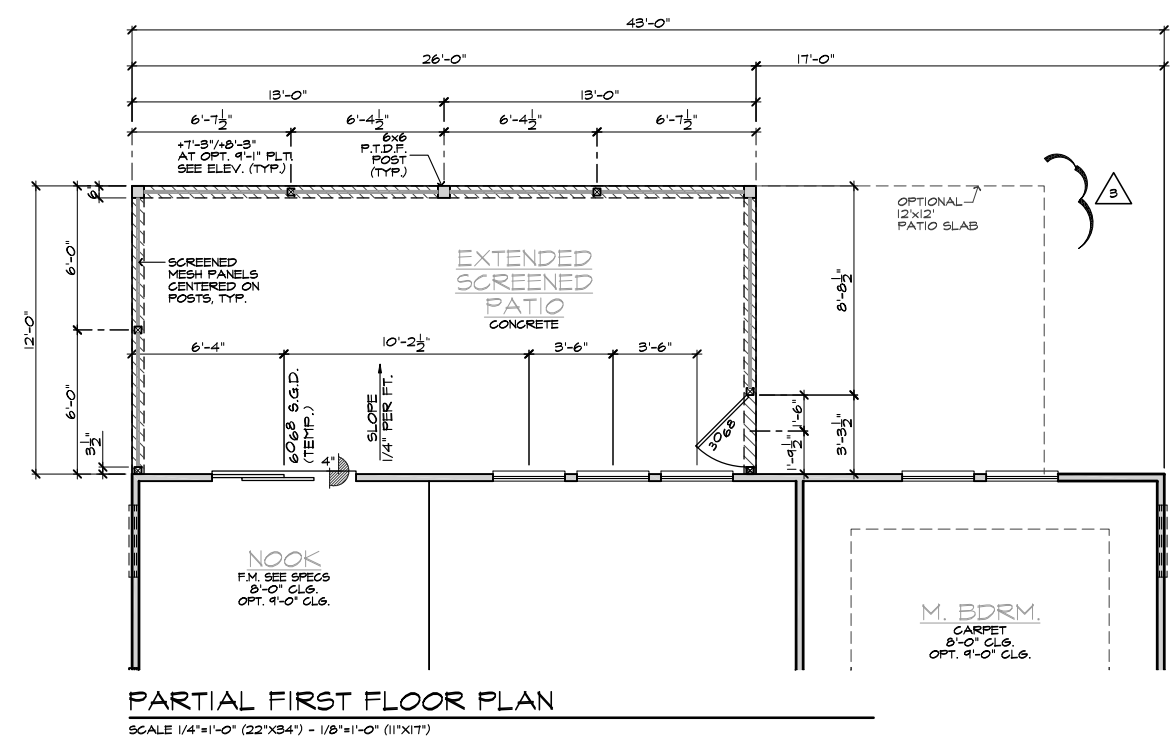 43'-0"
26'-0"
17'-0"
13'-0"
13'-0"
6'-7 1/2"
6'-4 1/2"
6'-4 1/2"
6'-7 1/2"
+7'-3"/+8'-3"
AT OPT. 9'-1" PLT.
SEE ELEV. (TYP.)
6x6
P.T.D.F.
POST
(TYP.)
6"
6'-0"
12'-0"
6'-0"
3 1/2"
SCREENED
MESH PANELS
CENTERED ON
POSTS, TYP.
EXTENDED
SCREENED
PATIO
CONCRETE
OPTIONAL
12'x12'
PATIO SLAB
3
8'-8 1/2"
6'-4"
10'-2 1/2"
3'-6"
3'-6"
6068 S.G.D.
(TEMP.)
SLOPE
1/4" PER FT.
4"
3068
1'-6"
1'-9 1/2"
3'-3 1/2"
NOOK
F.M. SEE SPECS
8'-0" CLG.
OPT. 9'-0" CLG.
M. BDRM.
CARPET
8'-0" CLG.
OPT. 9'-0" CLG.
PARTIAL FIRST FLOOR PLAN
SCALE 1/4"=1'-0" (22"X34") - 1/8"=1'-0" (11"X17")